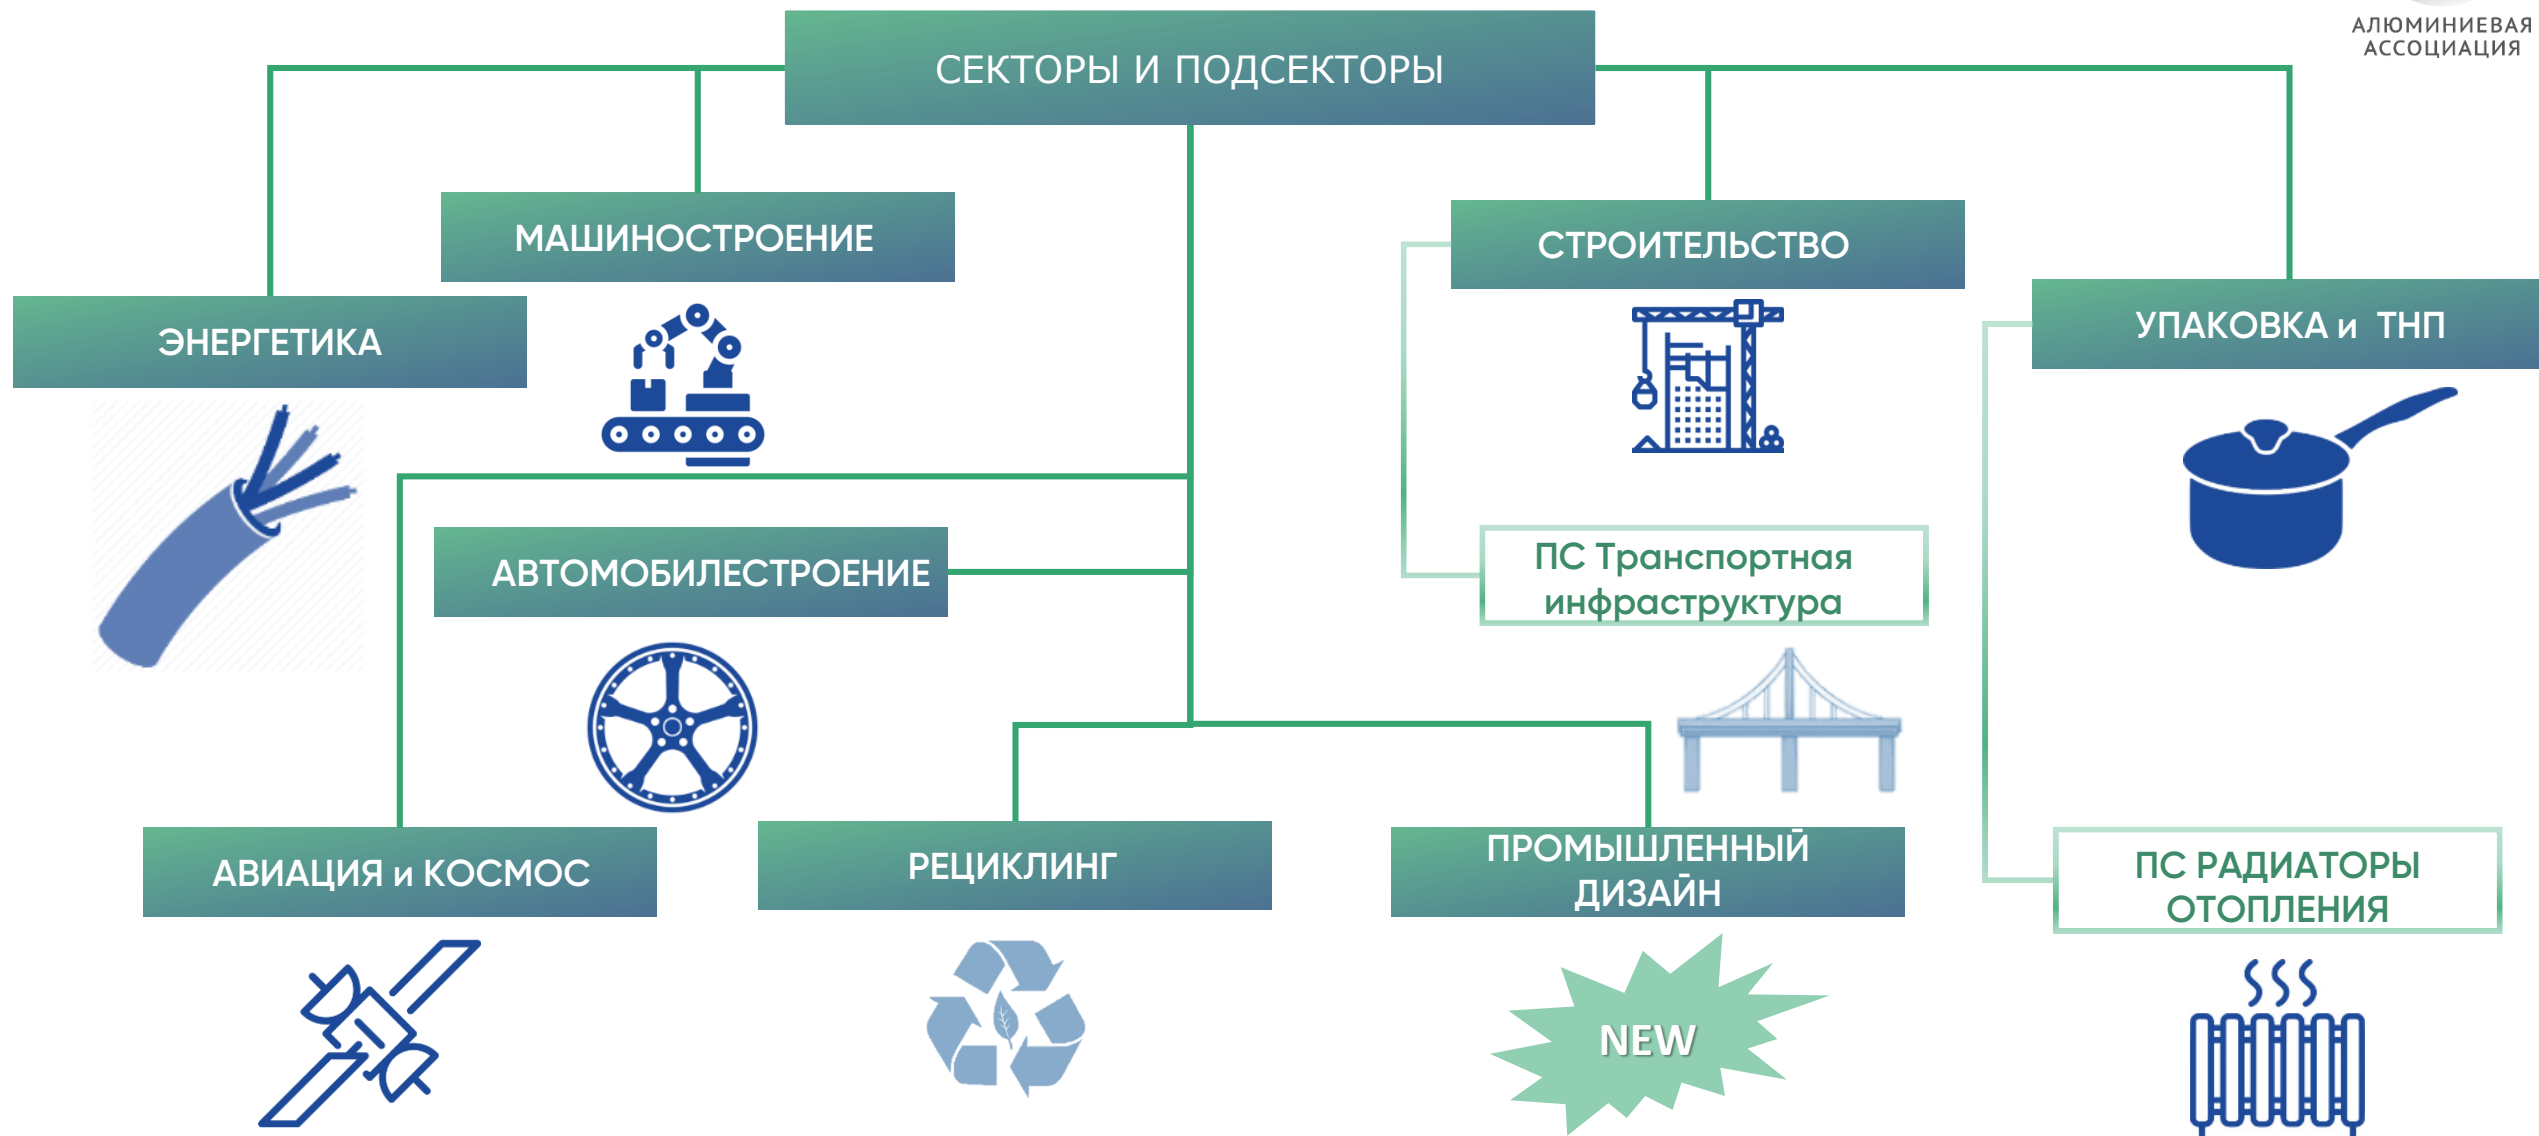 АЛЮМИНИЕВАЯ
АССОЦИАЦИЯ
СЕКТОРЫ И ПОДСЕКТОРЫ
МАШИНОСТРОЕНИЕ
СТРОИТЕЛЬСТВО
ЭНЕРГЕТИКА
УПАКОВКА и ТНП
АВТОМОБИЛЕСТРОЕНИЕ
ПС Транспортная
инфраструктура
АВИАЦИЯ и КОСМОС
РЕЦИКЛИНГ
ПРОМЫШЛЕННЫЙ
ДИЗАЙН
ПС РАДИАТОРЫ
ОТОПЛЕНИЯ
NEW